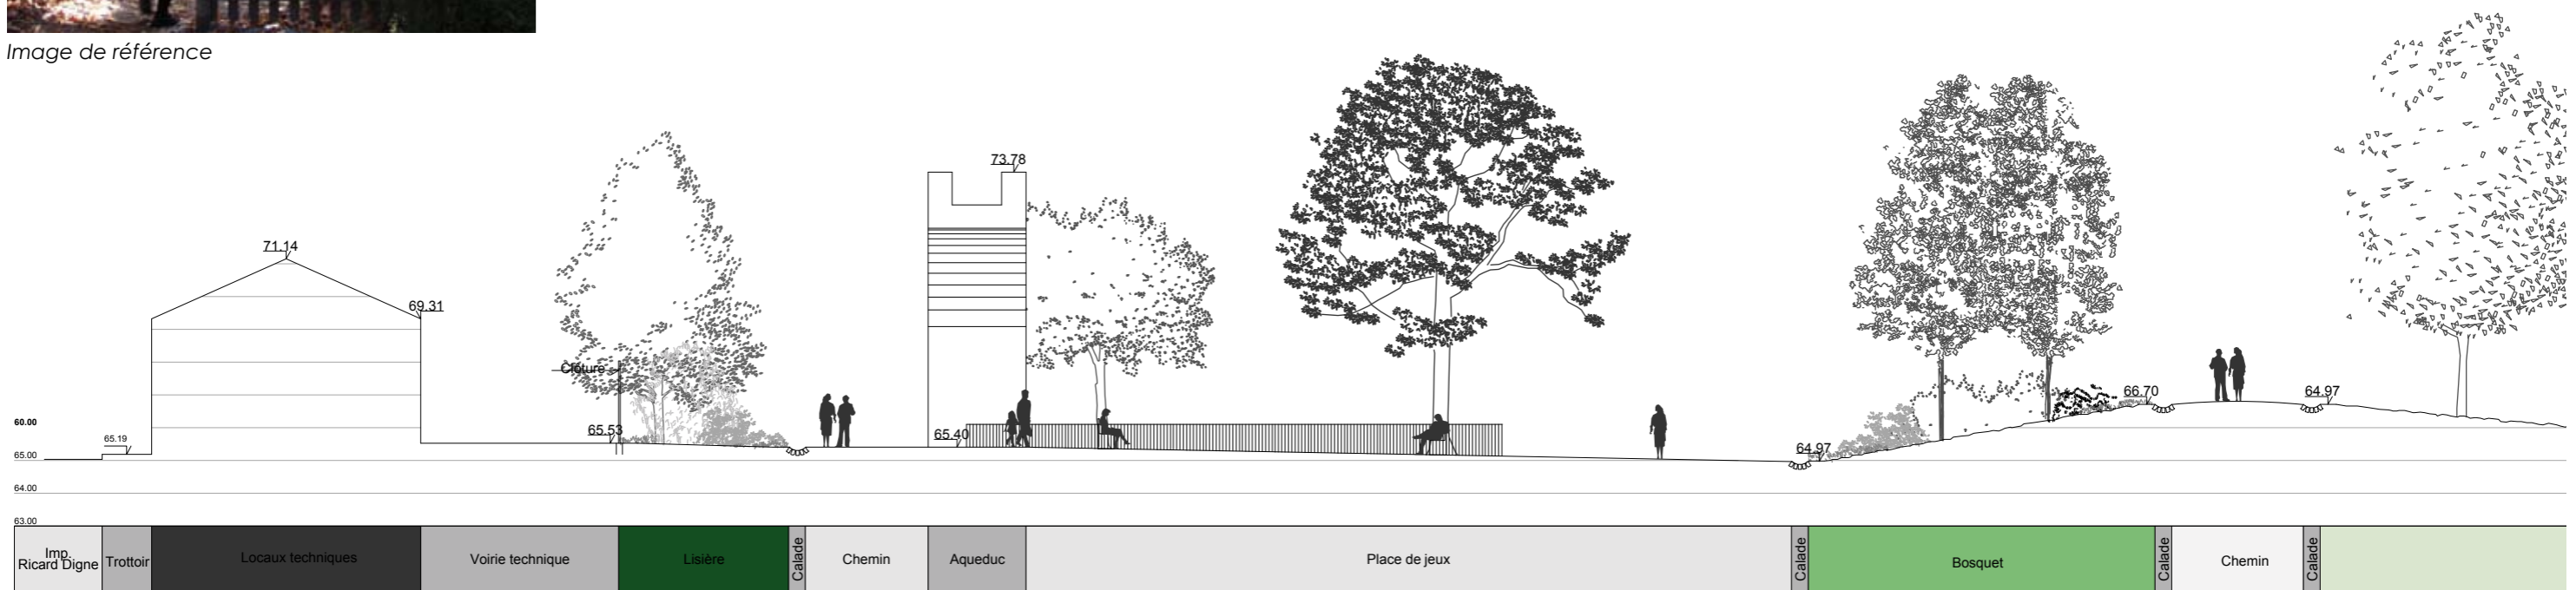 Image de référence
73.78
71.14
69.31
Clôture
66.70
64.97
60.00
65.19
65.53
65.40
64.97
65.00
64.00
63.00
Imp.
Ricard Digne
Trottoir
Locaux techniques
Voirie technique
Lisière
Calade
Chemin
Aqueduc
Place de jeux
Calade
Bosquet
Calade
Chemin
Calade